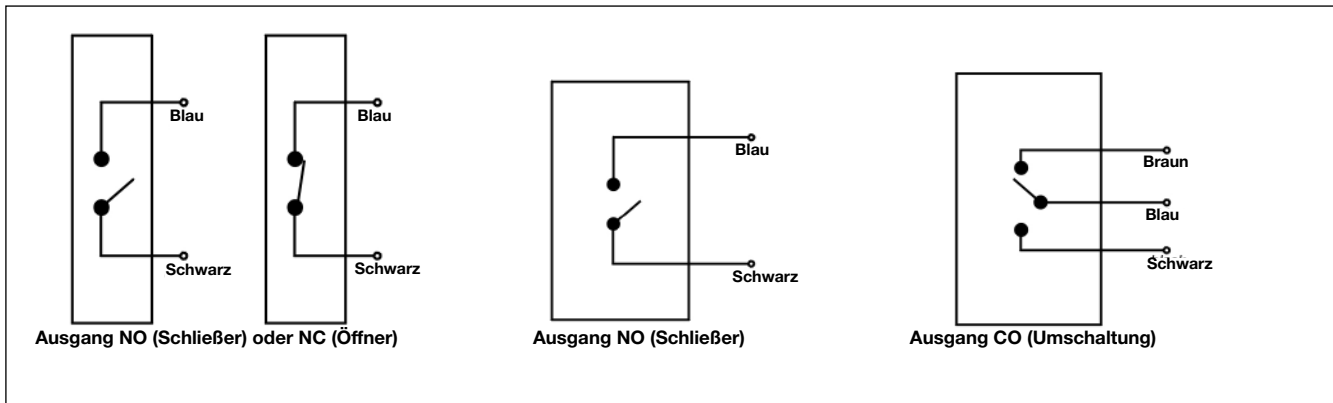 Blau
Blau
Schwarz
Schwarz
Ausgang NO (Schließer) oder NC (Öffner)
Blau
Schwarz
Ausgang NO (Schließer)
Braun
Blau
Schwarz
Ausgang CO (Umschaltung)